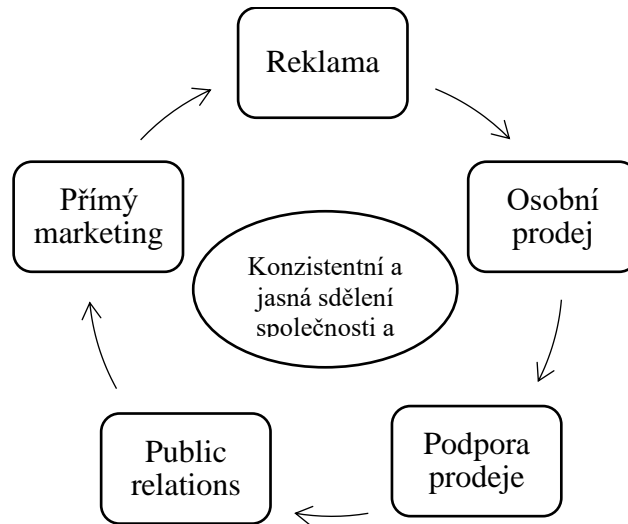 Reklama
Osobní
prodej
Podpora
prodeje
Public
relations
Přímý
marketing
Konzistentní a
jasná sdělení
společnosti a